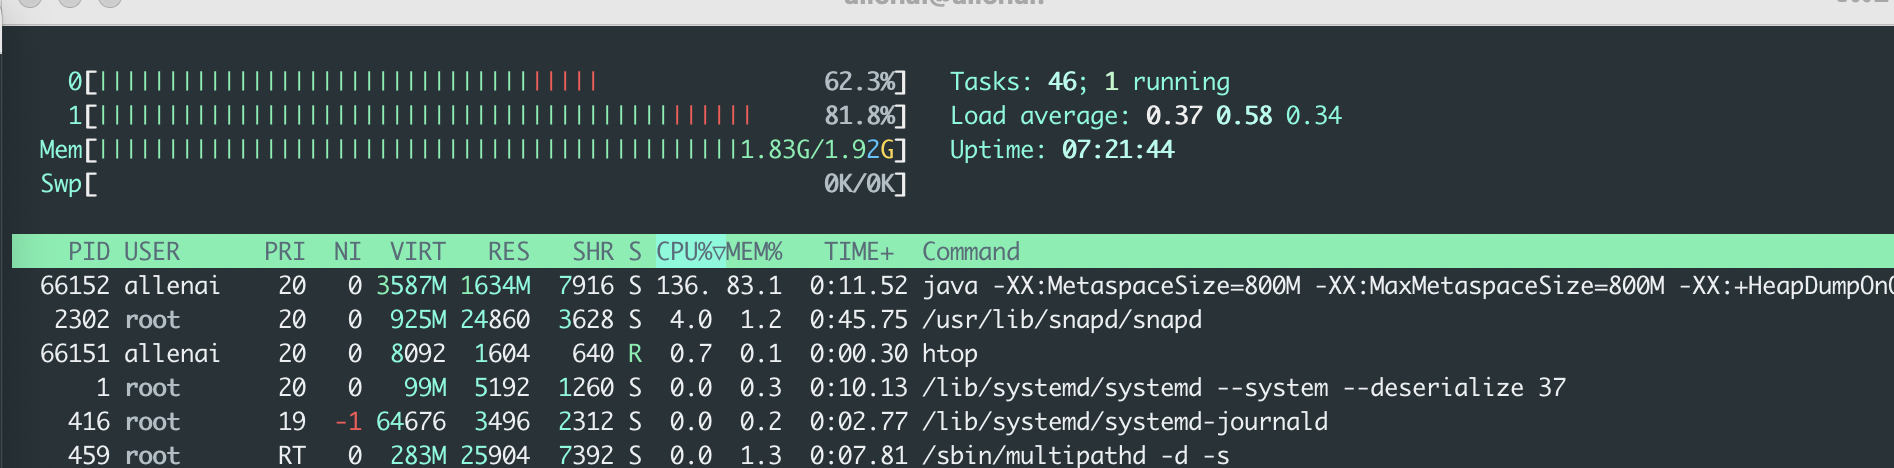 0[|||||||||||||||||||||||||||||||||||| 62.3%] Tasks: 46; 1 running
1[||||||||||||||||||||||||||||||||||||||||||||||| 81.8%] Load average: 0.37 0.58 0.34
Mem[||||||||||||||||||||||||||||||||||||||||||||||1.83G/1.92G] Uptime: 07:21:44
Swp[ 0K/0K]
PID USER PRI NI VIRT RES SHR S CPU%▽MEM% TIME+ Command
66152 allenai 20 0 3587M 1634M 7916 S 136. 83.1 0:11.52 java -XX:MetaspaceSize=800M -XX:MaxMetaspaceSize=800M -XX:+HeapDumpOn
2302 root 20 0 925M 24860 3628 S 4.0 1.2 0:45.75 /usr/lib/snapd/snapd
66151 allenai 20 0 8092 1604 640 R 0.7 0.1 0:00.30 htop
1 root 20 0 99M 5192 1260 S 0.0 0.3 0:10.13 /lib/systemd/systemd --system --deserialize 37
416 root 19 -1 64676 3496 2312 S 0.0 0.2 0:02.77 /lib/systemd/systemd-journald
459 root RT 0 283M 25904 7392 S 0.0 1.3 0:07.81 /sbin/multipathd -d -s